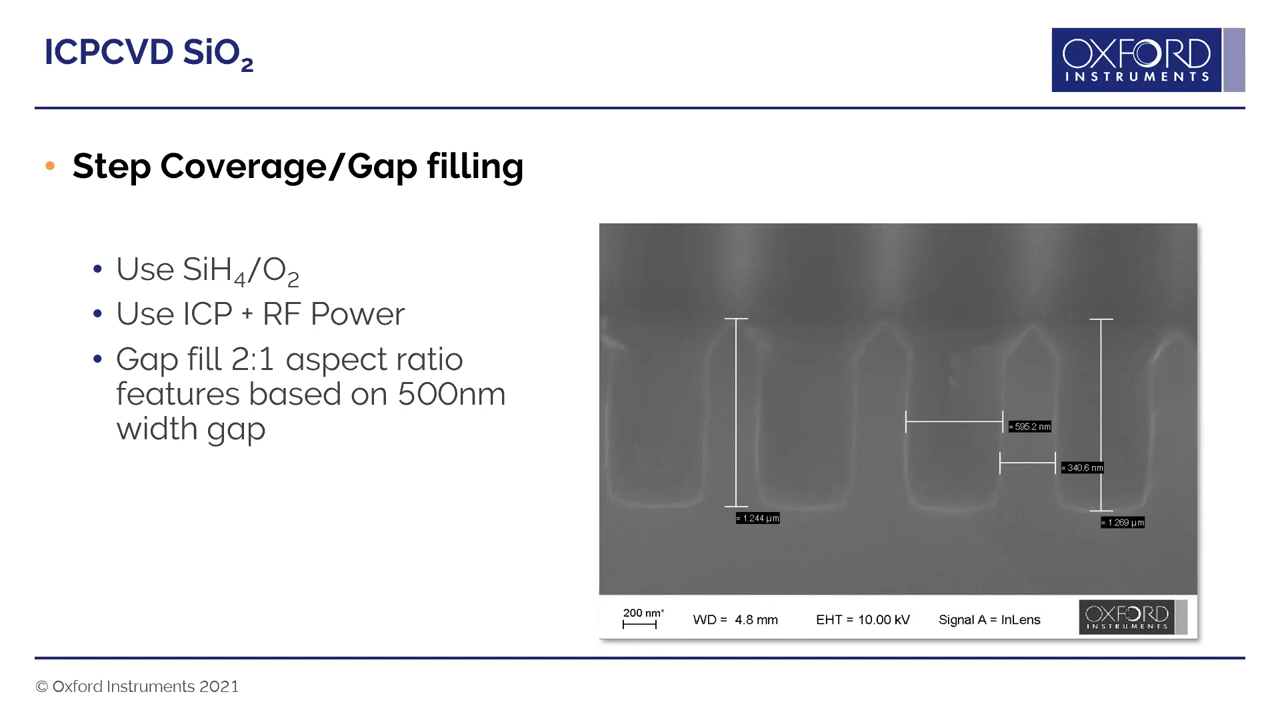 ICPCVD SiO₂
OXFORD
INSTRUMENTS
• Step Coverage/Gap filling
• Use SiH₄/O₂
• Use ICP + RF Power
• Gap fill 2:1 aspect ratio
features based on 500nm
width gap
= 595.2 nm
= 340.6 nm
= 1.244 µm
= 1.269 µm
200 nm*
WD = 4.8 mm
EHT = 10.00 kV
Signal A = InLens
OXFORD
INSTRUMENTS
© Oxford Instruments 2021